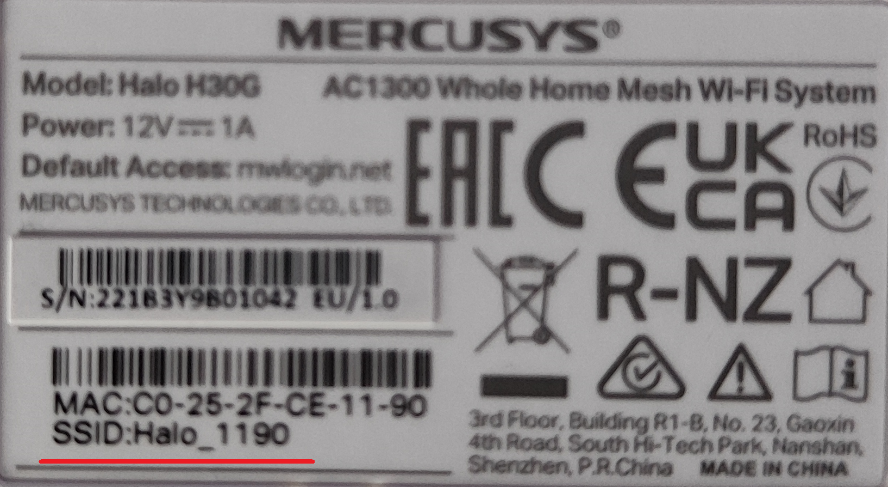 MERCUSYS®
Model: Halo H30G
AC1300 Whole Home Mesh Wi-Fi System
Power: 12V⎓1A
Default Access: mwlogin.net
MERCUSYS TECHNOLOGIES CO., LTD.
EAC CE UK CA
RoHS
S/N:221B3Y9B01042 EU/1.0
R-NZ
MAC:C0-25-2F-CE-11-90
SSID:Halo_1190
3rd Floor, Building R1-B, No. 23, Gaoxin
4th Road, South Hi-Tech Park, Nanshan,
Shenzhen, P.R.China MADE IN CHINA